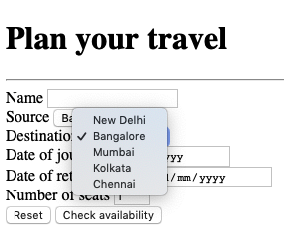 Plan your travel
Name
Source Ba
New Delhi
Destination
Bangalore
Mumbai
Date of jou yyy
Kolkata
Date of ret /mm/yyyy
Chennai
Number of seats 1
Reset Check availability